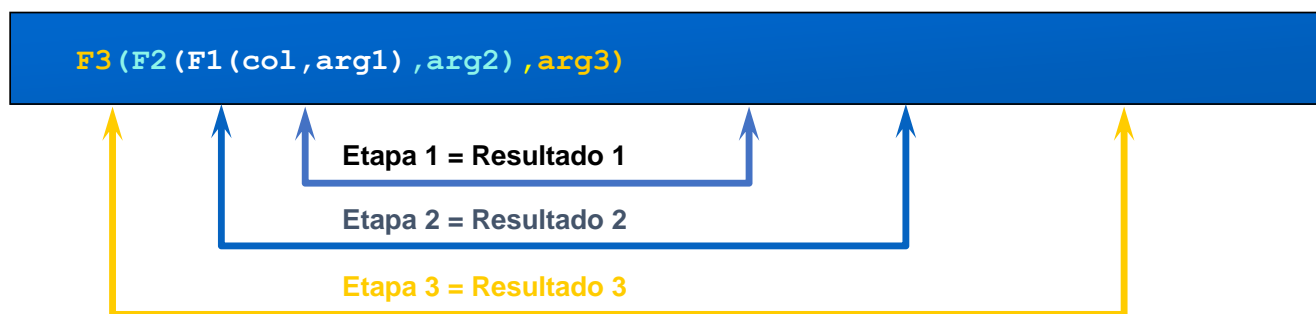 F3(F2(F1(col,arg1),arg2),arg3)
Etapa 1 = Resultado 1
Etapa 2 = Resultado 2
Etapa 3 = Resultado 3